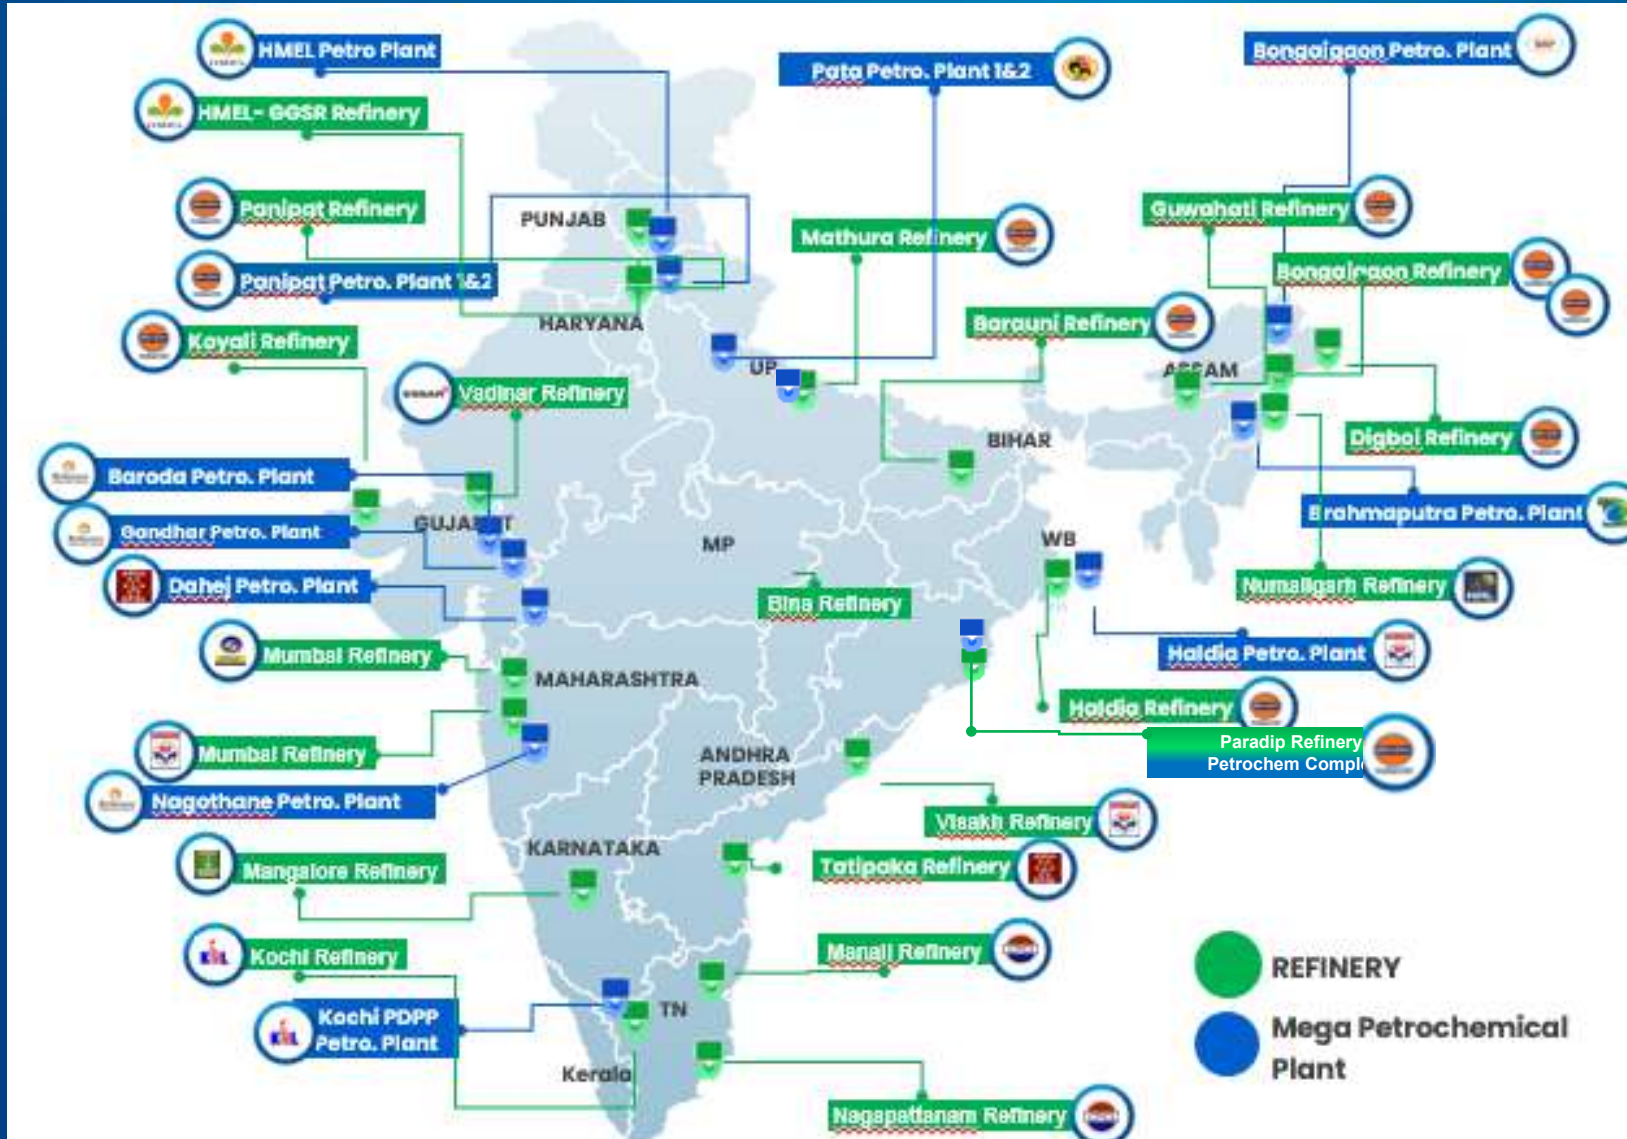 HMEL Petro Plant
Pata Petro. Plant 1&2
Bongaigaon Petro. Plant
HMEL- GGSR Refinery
Panipat Refinery
PUNJAB
Mathura Refinery
Guwahati Refinery
Panipat Petro. Plant 1&2
Bongaigaon Refinery
HARYANA
Barauni Refinery
Koyali Refinery
UP
ASSAM
Vadinar Refinery
BIHAR
Digboi Refinery
Baroda Petro. Plant
Brahmaputra Petro. Plant
Gandhar Petro. Plant
GUJARAT
MP
WB
Dahej Petro. Plant
Bina Refinery
Numaligarh Refinery
Mumbai Refinery
MAHARASHTRA
Haldia Petro. Plant
Haldia Refinery
Mumbai Refinery
ANDHRA
PRADESH
Paradip Refinery
Petrochem Comple
Nagothane Petro. Plant
Visakh Refinery
KARNATAKA
Mangalore Refinery
Tatipaka Refinery
Kochi Refinery
Manali Refinery
REFINERY
TN
Kochi PDPP
Petro. Plant
Mega Petrochemical
Plant
Kerala
Nagapattanam Refinery